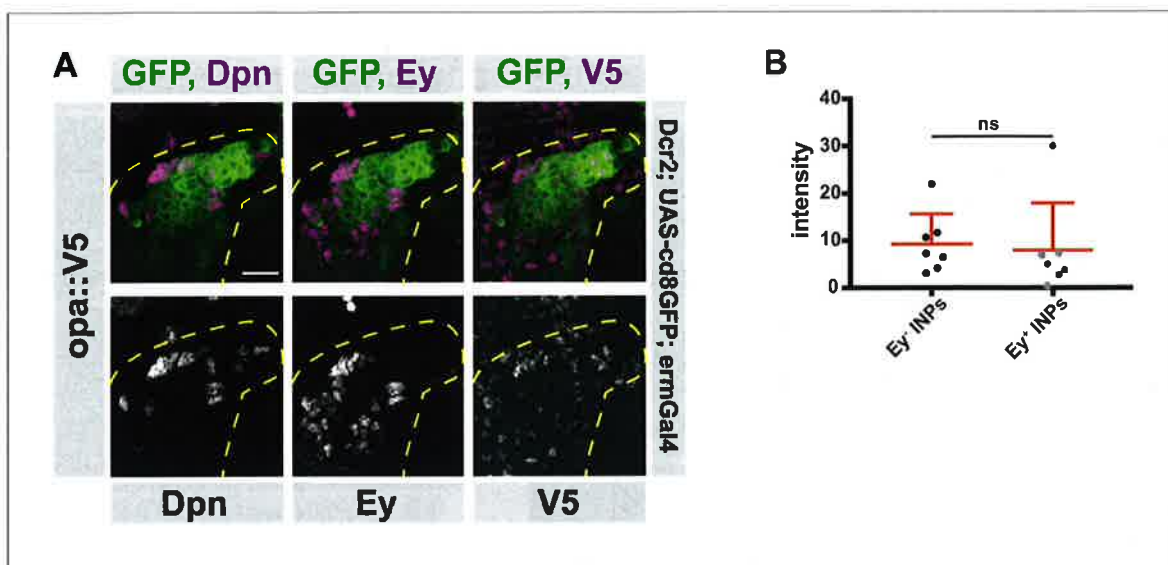 A
GFP, Dpn
GFP, Ey
GFP, V5
opa::V5
Dcr2; UAS-cd8GFP; ermGal4
Dpn
Ey
V5
B
40
30
20
10
0
intensity
ns
Ey- INPs
Ey+ INPs